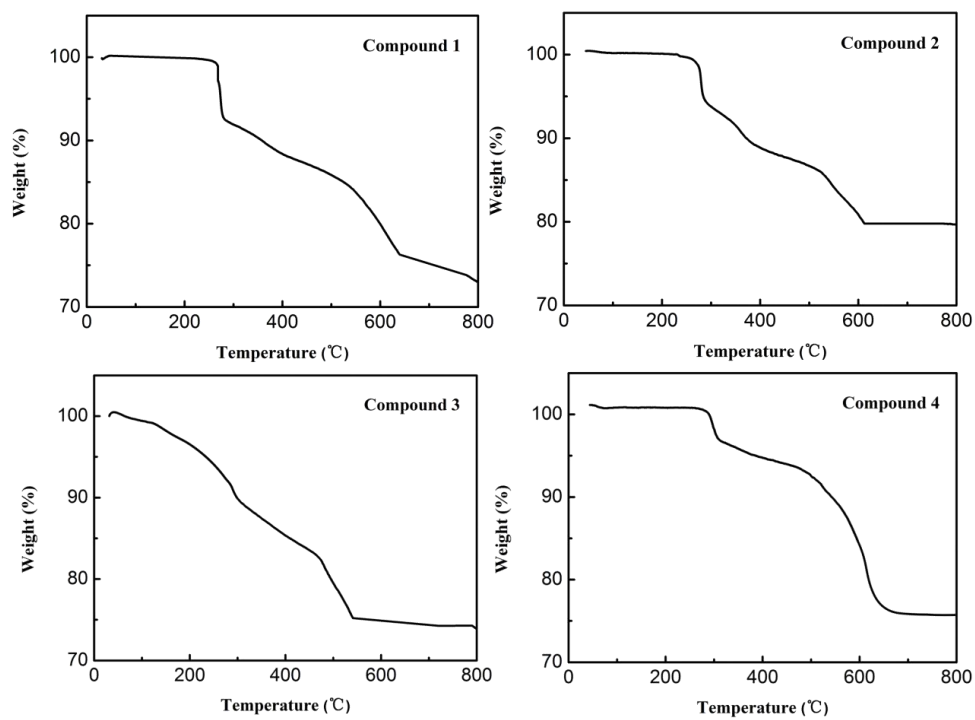 Compound 1
100
90
80
70
Weight (%)
0 200 400 600 800
Temperature (℃)
Compound 2
100
90
80
70
Weight (%)
0 200 400 600 800
Temperature (℃)
Compound 3
100
90
80
70
Weight (%)
0 200 400 600 800
Temperature (℃)
Compound 4
100
90
80
70
Weight (%)
0 200 400 600 800
Temperature (℃)